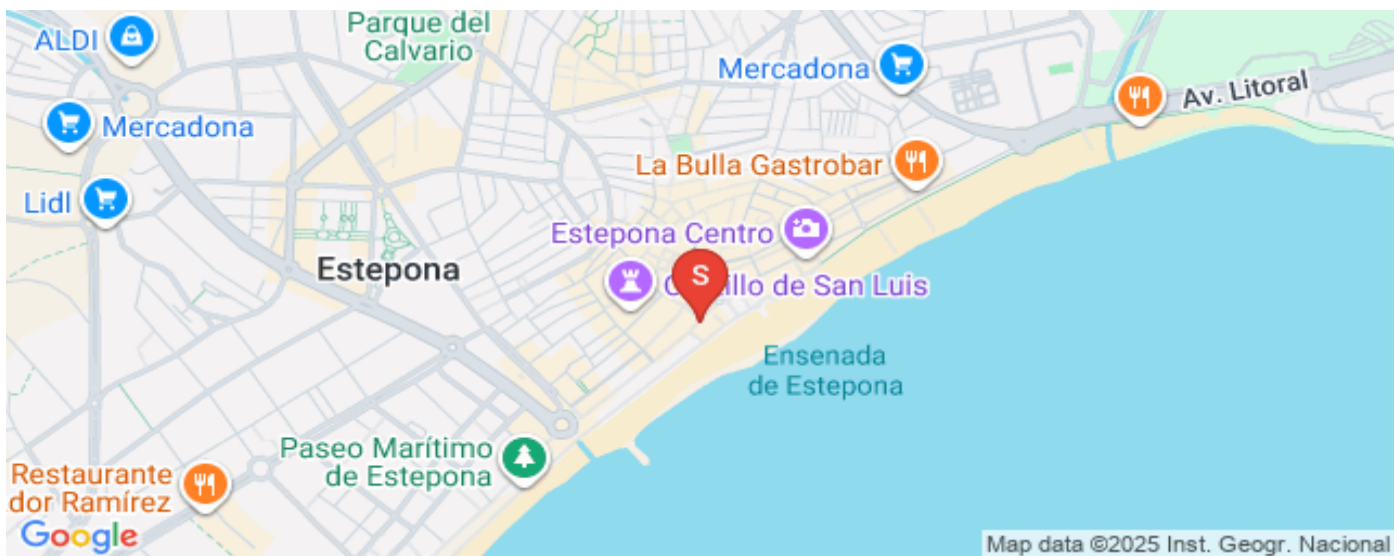 Parque del
Calvario
ALDI
Mercadona
Av. Litoral
Mercadona
La Bulla Gastrobar
Lidl
Estepona Centro
Estepona
S
llo de San Luis
Ensenada
de Estepona
Paseo Marítimo
de Estepona
Restaurante
dor Ramírez
Google
Map data ©2025 Inst. Geogr. Nacional